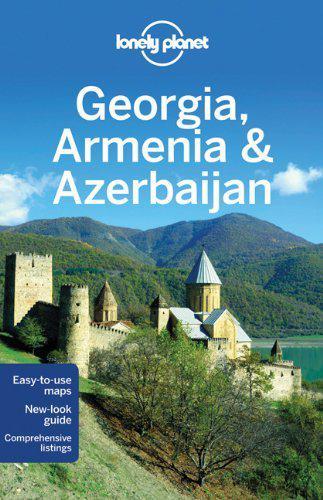 lonely planet
Georgia,
Armenia &
Azerbaijan
Easy-to-use
maps
New-look
guide
Comprehensive
listings